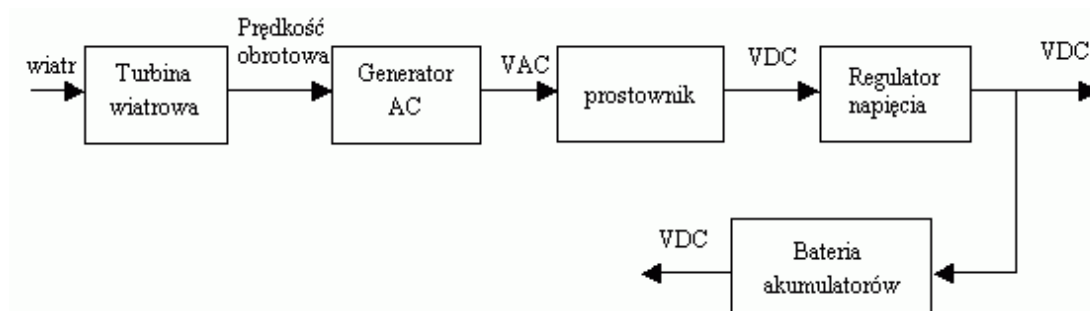 wiatr
Turbina
wiatrowa
Prędkość
obrotowa
Generator
AC
VAC
prostownik
VDC
Regulator
napięcia
VDC
VDC
Bateria
akumulatorów